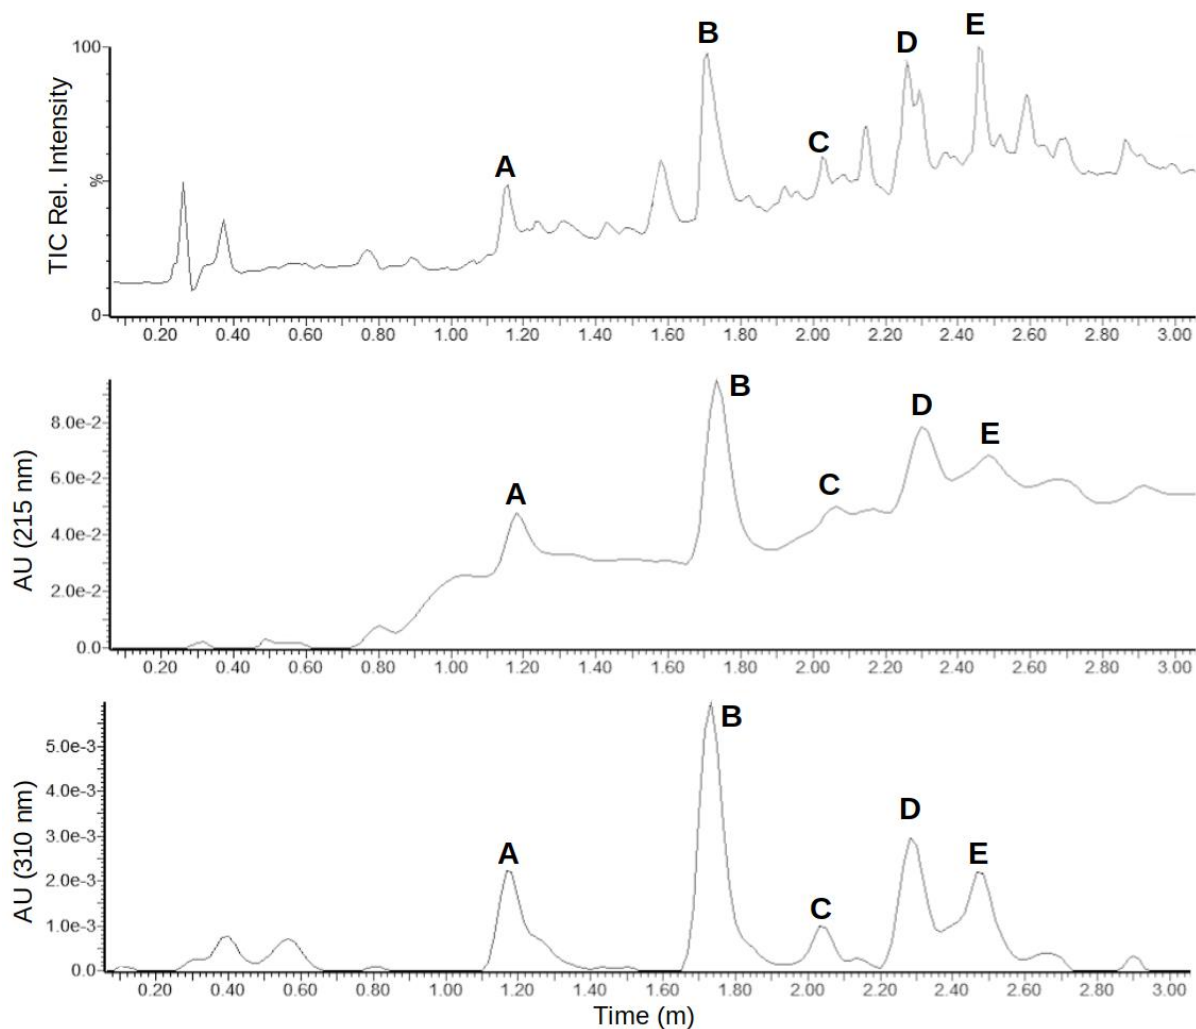 TIC Rel. Intensity
100
%
0
A
B
C
D
E
0.20 0.40 0.60 0.80 1.00 1.20 1.40 1.60 1.80 2.00 2.20 2.40 2.60 2.80 3.00
AU (215 nm)
8.0e-2
6.0e-2
4.0e-2
2.0e-2
0.0
A
B
C
D
E
0.20 0.40 0.60 0.80 1.00 1.20 1.40 1.60 1.80 2.00 2.20 2.40 2.60 2.80 3.00
AU (310 nm)
5.0e-3
4.0e-3
3.0e-3
2.0e-3
1.0e-3
0.0
A
B
C
D
E
0.20 0.40 0.60 0.80 1.00 1.20 1.40 1.60 1.80 2.00 2.20 2.40 2.60 2.80 3.00
Time (m)